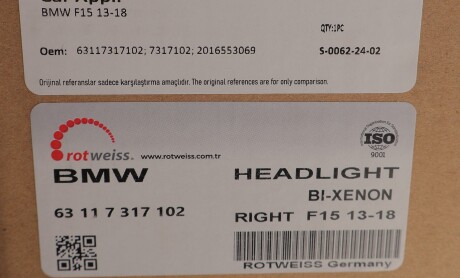 BMW F15 13-18
QTY:1PC
Oem: 63117317102; 7317102; 2016553069
S-0062-24-02
Orijinal referanslar sadece karşılaştırma amaçlıdır. The original references are for only comparison.
rotweiss. www.rotweiss.com.tr
ISO
9001
BMW HEADLIGHT
BI-XENON
63 11 7 317 102 RIGHT F15 13-18
ROTWEISS Germany